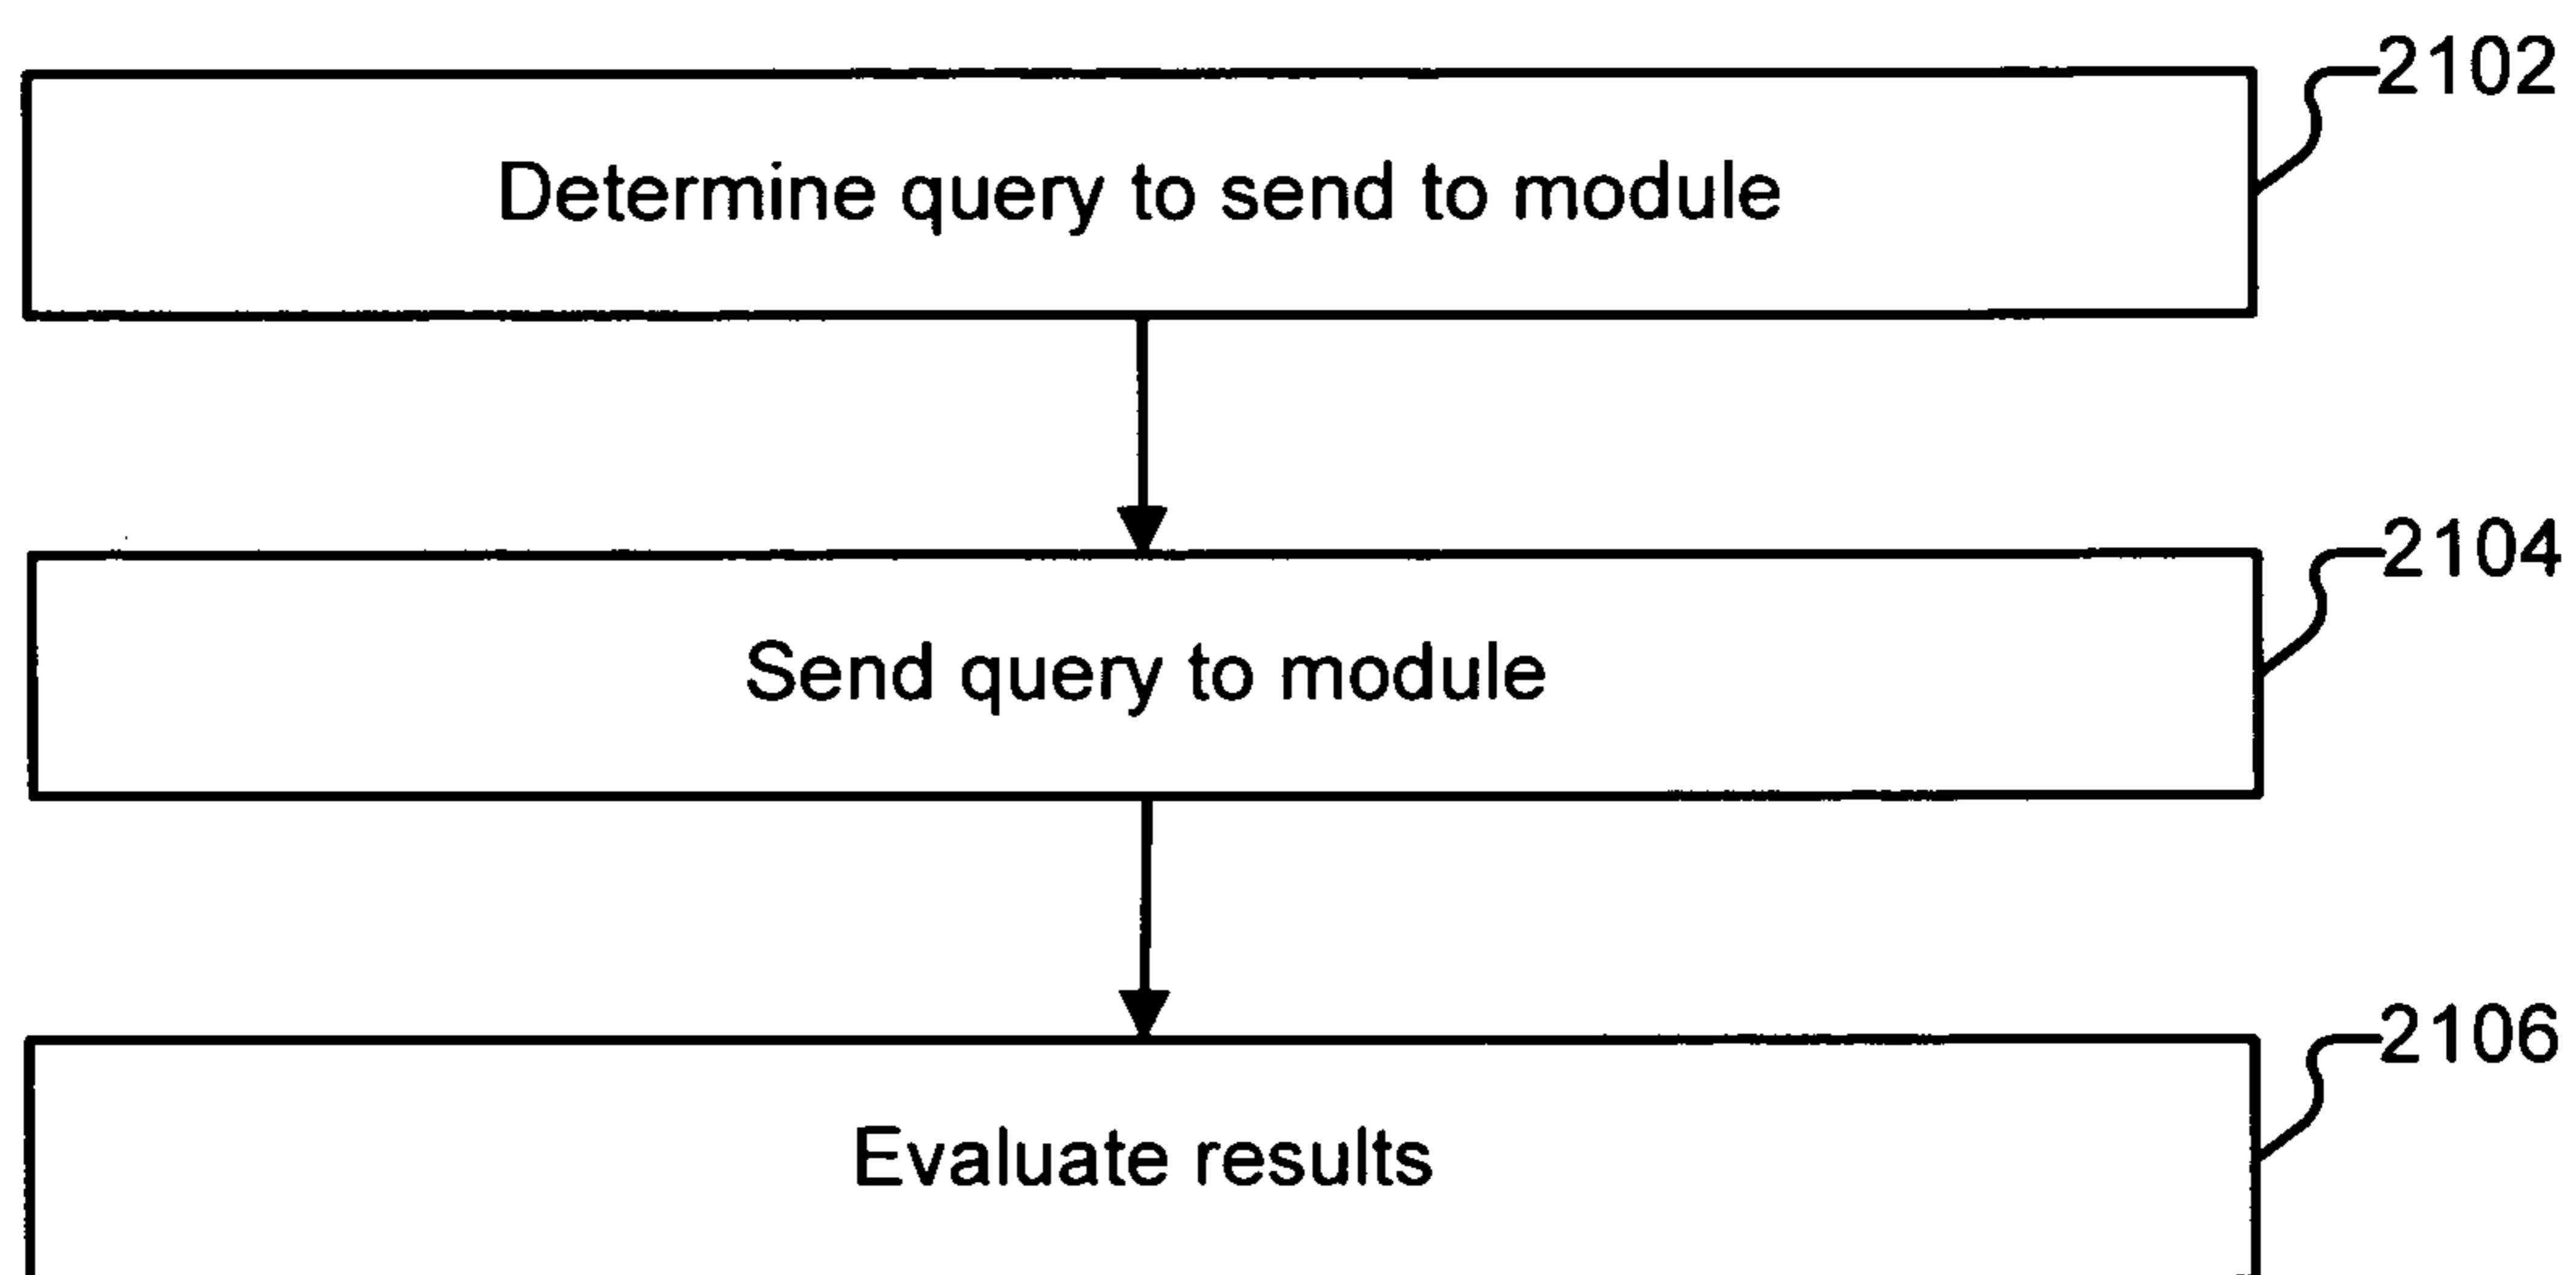 2102
Determine query to send to module
2104
Send query to module
2106
Evaluate results